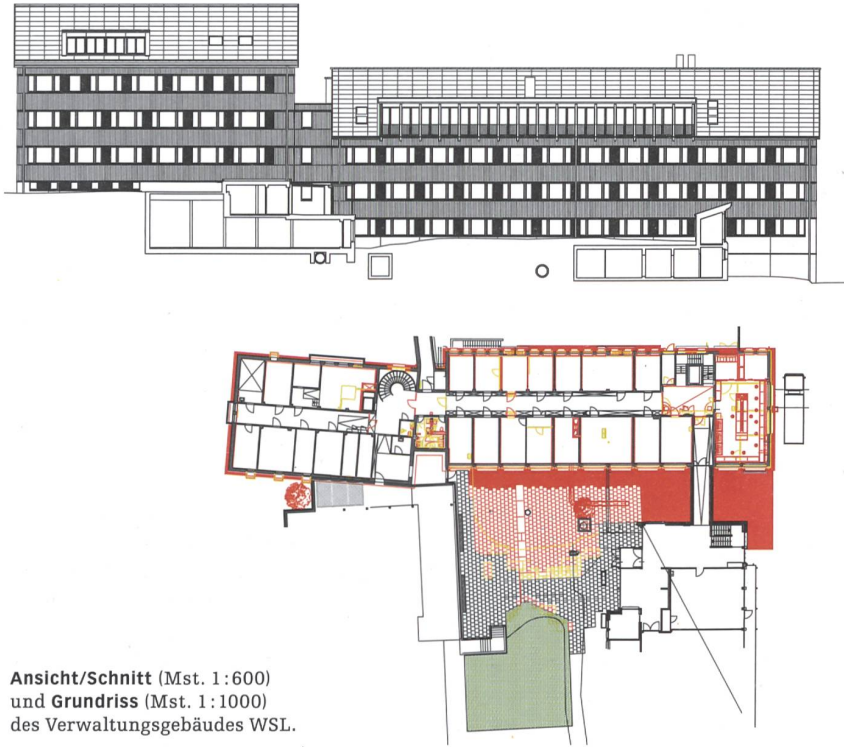 Ansicht/Schnitt (Mst. 1:600)
und Grundriss (Mst. 1:1000)
des Verwaltungsgebäudes WSL.